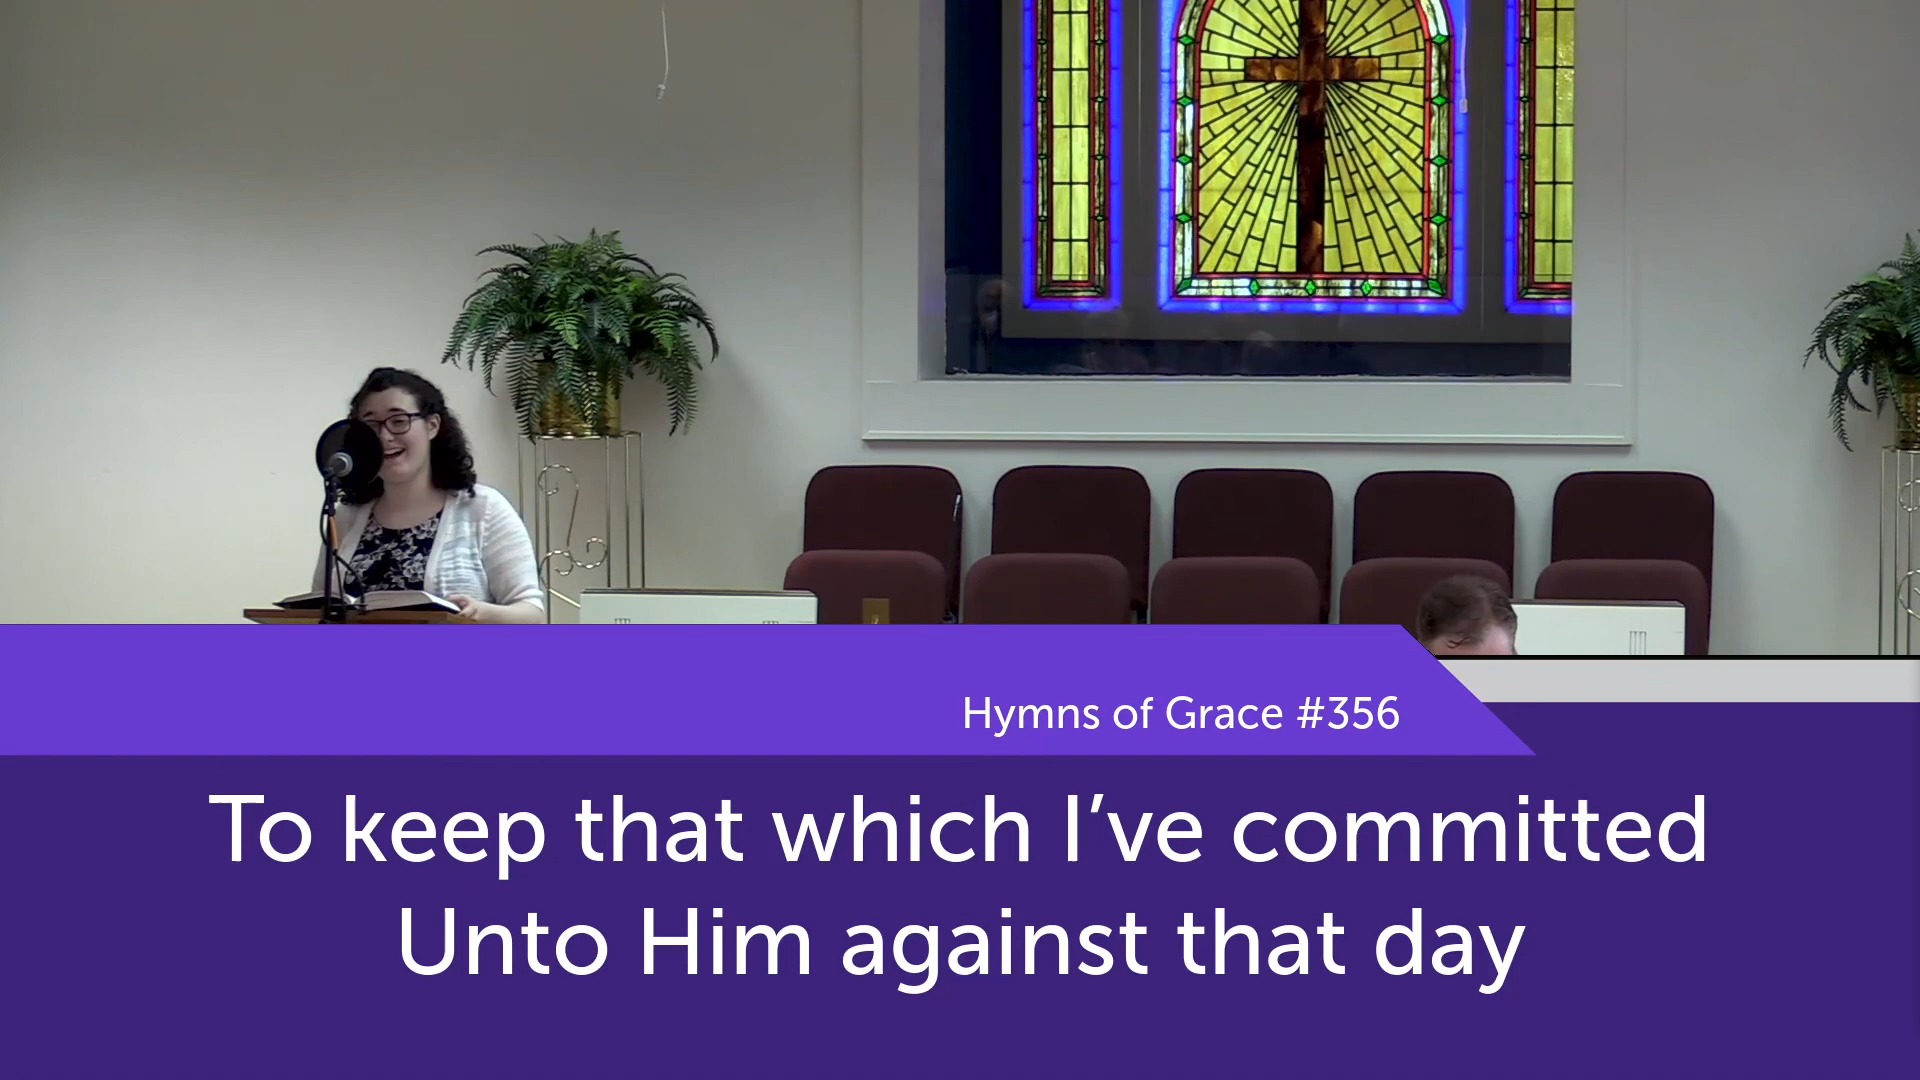 Hymns of Grace #356
To keep that which I’ve committed
Unto Him against that day